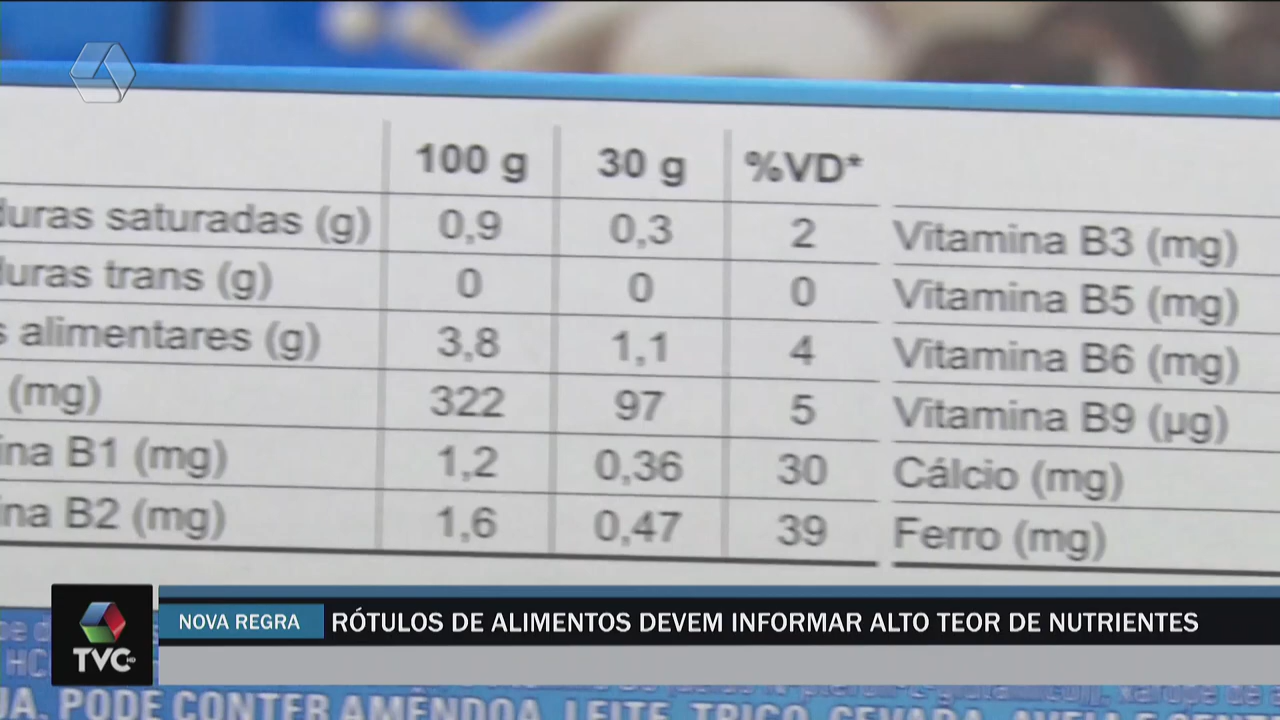 100 g 30 g %VD*
duras saturadas (g) 0,9 0,3 2 Vitamina B3 (mg)
duras trans (g) 0 0 0 Vitamina B5 (mg)
s alimentares (g) 3,8 1,1 4 Vitamina B6 (mg)
(mg) 322 97 5 Vitamina B9 (µg)
ina B1 (mg) 1,2 0,36 30 Cálcio (mg)
ina B2 (mg) 1,6 0,47 39 Ferro (mg)
NOVA REGRA RÓTULOS DE ALIMENTOS DEVEM INFORMAR ALTO TEOR DE NUTRIENTES
TVC HD
PODE CONTER AMÊNDOA, LEITE, TRIGO, CEVADA,